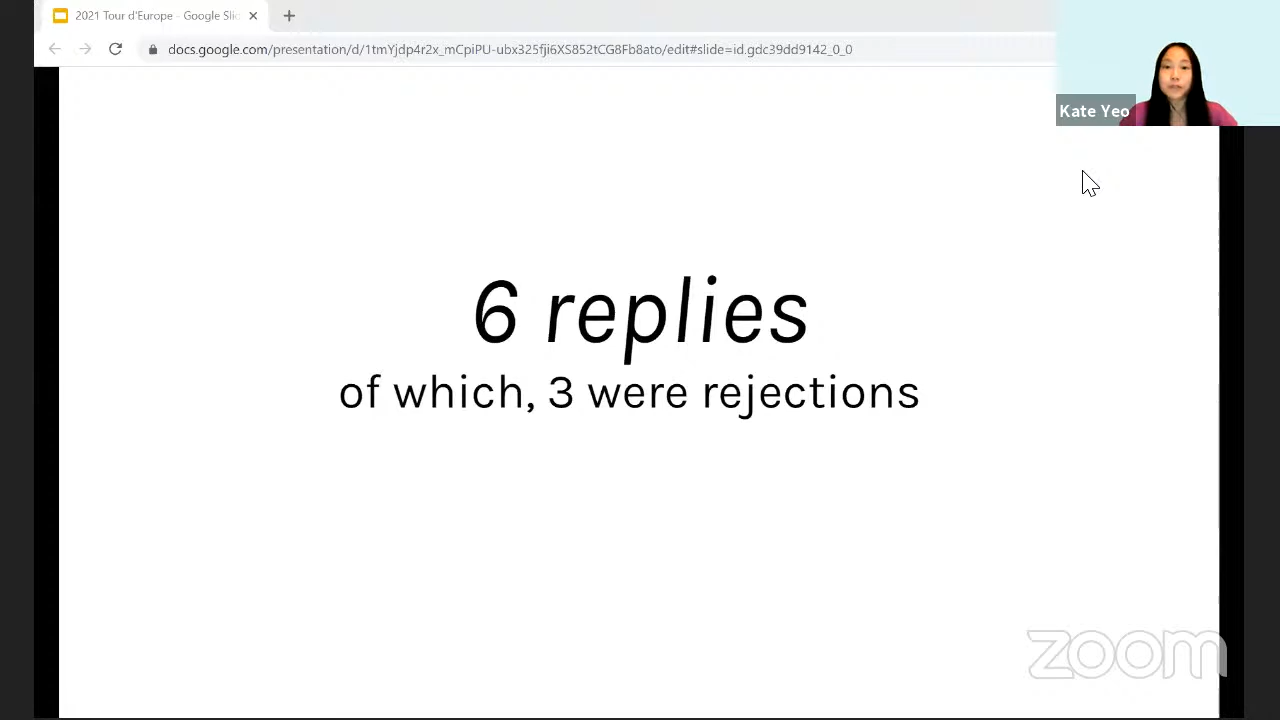 2021 Tour d'Europe - Google Sli
docs.google.com/presentation/d/1tmYjdp4r2x_mCpiPU-ubx325fji6XS852tCG8Fb8ato/edit#slide=id.gdc39dd9142_0_0
Kate Yeo
6 replies
of which, 3 were rejections
zoom